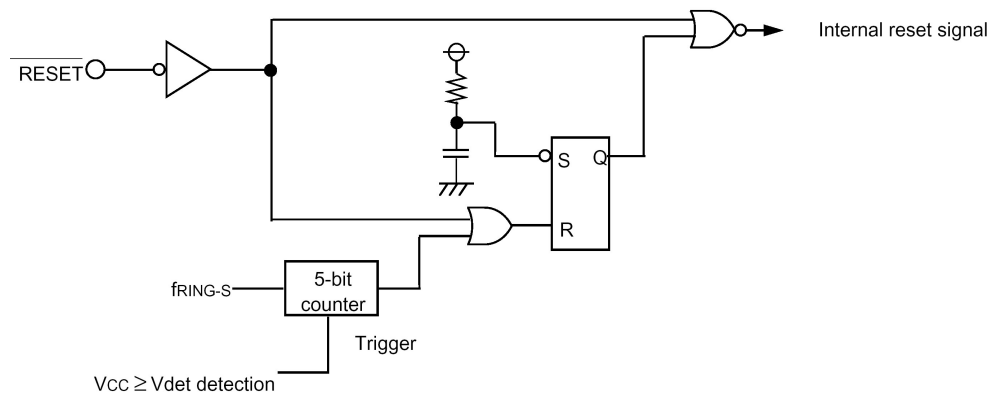 Internal reset signal
RESET
S Q
R
fRING-S
5-bit
counter
Trigger
VCC ≥ Vdet detection